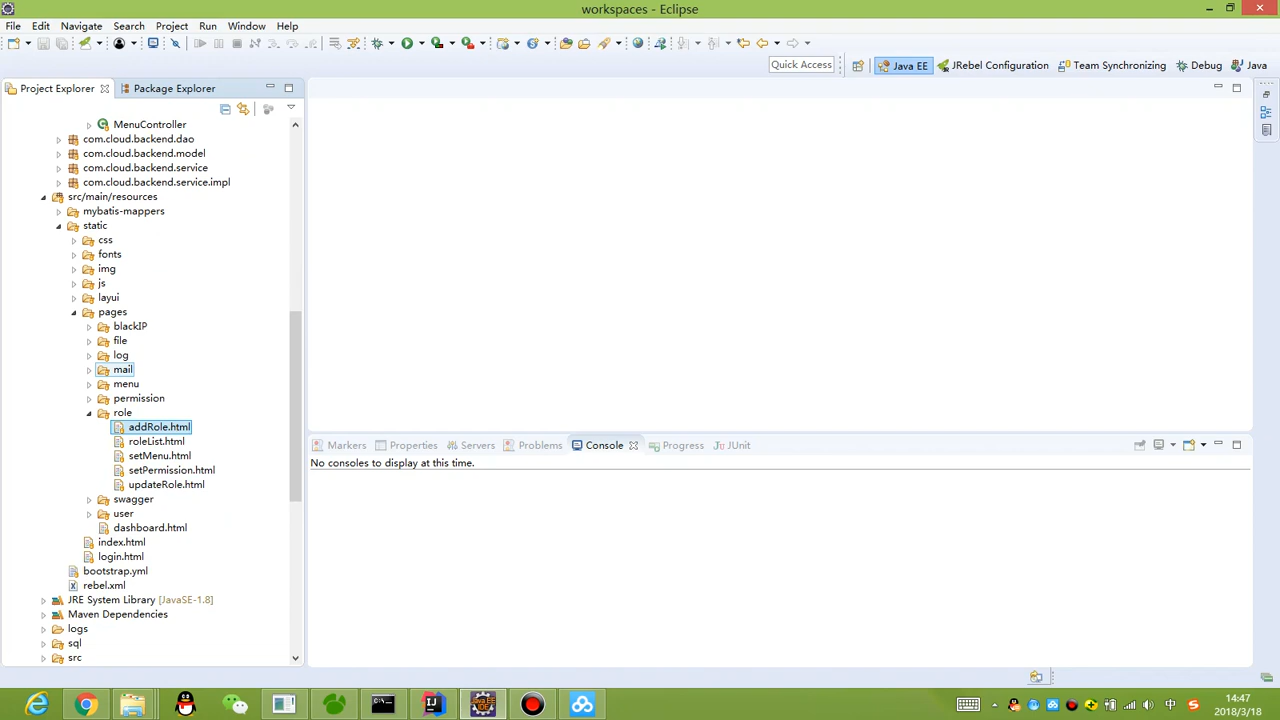 workspaces - Eclipse
File Edit Navigate Search Project Run Window Help
Quick Access
Java EE JRebel Configuration Team Synchronizing Debug Java
Project Explorer Package Explorer
MenuController
com.cloud.backend.dao
com.cloud.backend.model
com.cloud.backend.service
com.cloud.backend.service.impl
src/main/resources
mybatis-mappers
static
css
fonts
img
js
layui
pages
blackIP
file
log
mail
menu
permission
role
addRole.html
roleList.html
setMenu.html
setPermission.html
updateRole.html
swagger
user
dashboard.html
index.html
login.html
bootstrap.yml
rebel.xml
JRE System Library [JavaSE-1.8]
Maven Dependencies
logs
sql
src
Markers Properties Servers Problems Console Progress JUnit
No consoles to display at this time.
中
14:47
2018/3/18